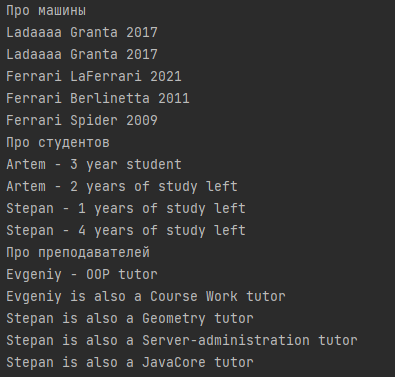 Про машины
Ladaaaa Granta 2017
Ladaaaa Granta 2017
Ferrari LaFerrari 2021
Ferrari Berlinetta 2011
Ferrari Spider 2009
Про студентов
Artem - 3 year student
Artem - 2 years of study left
Stepan - 1 years of study left
Stepan - 4 years of study left
Про преподавателей
Evgeniy - OOP tutor
Evgeniy is also a Course Work tutor
Stepan is also a Geometry tutor
Stepan is also a Server-administration tutor
Stepan is also a JavaCore tutor